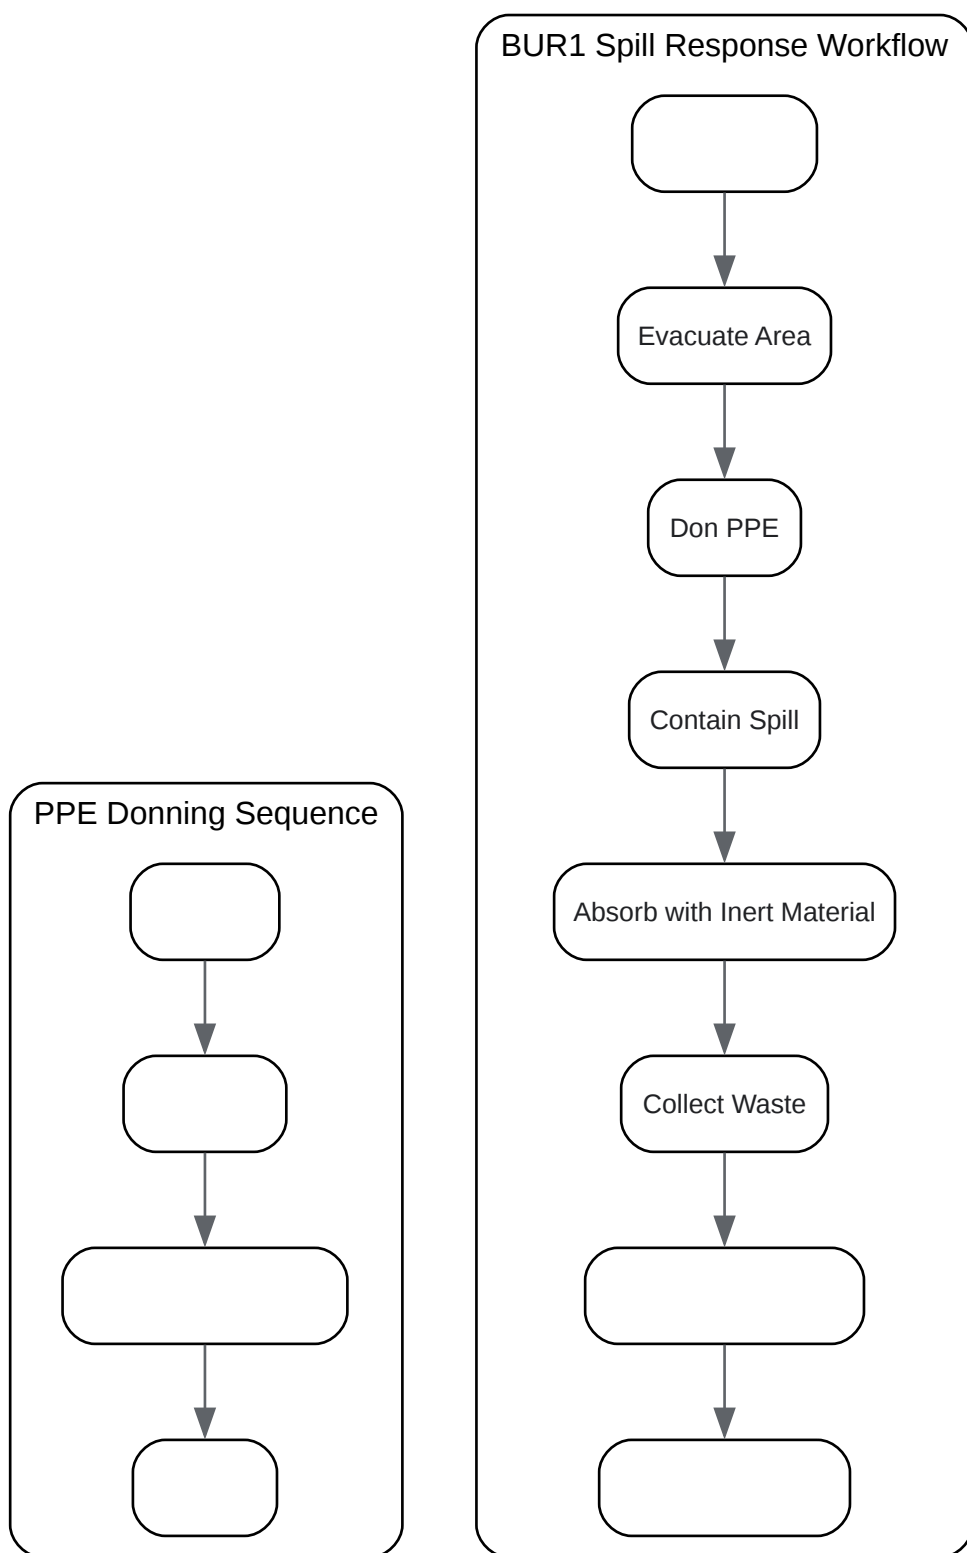 BUR1 Spill Response Workflow
Evacuate Area
Don PPE
Contain Spill
Absorb with Inert Material
Collect Waste
PPE Donning Sequence